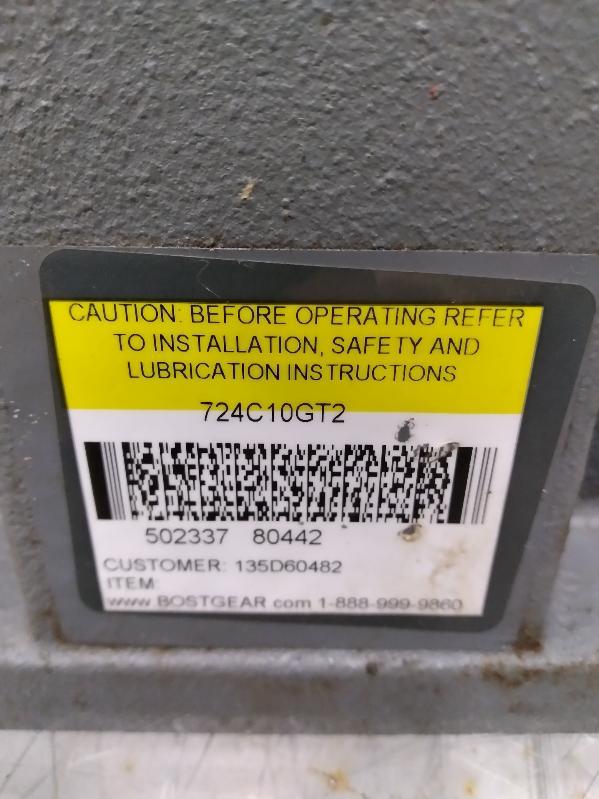 CAUTION: BEFORE OPERATING REFER
TO INSTALLATION, SAFETY AND
LUBRICATION INSTRUCTIONS
724C10GT2
502337 80442
CUSTOMER: 135D60482
ITEM:
www BOSTGEAR com 1-888-999-9860